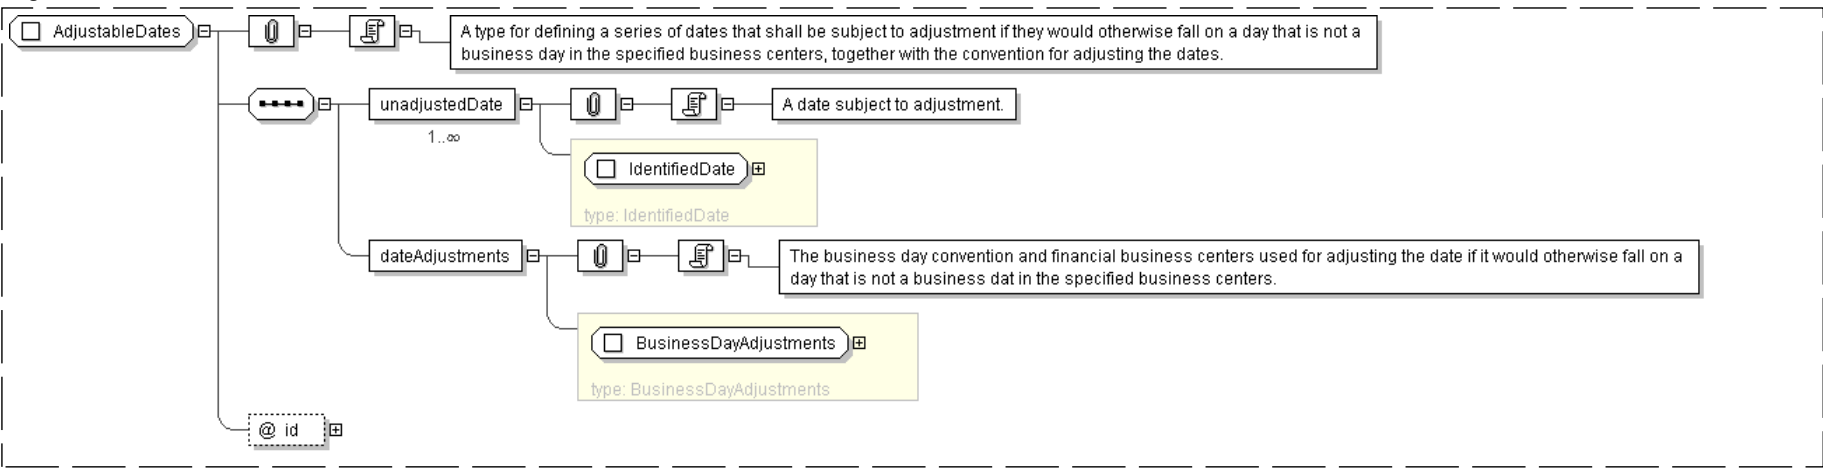 AdjustableDates
A type for defining a series of dates that shall be subject to adjustment if they would otherwise fall on a day that is not a
business day in the specified business centers, together with the convention for adjusting the dates.
unadjustedDate
A date subject to adjustment.
1..∞
IdentifiedDate
type: IdentifiedDate
dateAdjustments
The business day convention and financial business centers used for adjusting the date if it would otherwise fall on a
day that is not a business dat in the specified business centers.
BusinessDayAdjustments
type: BusinessDayAdjustments
@ id